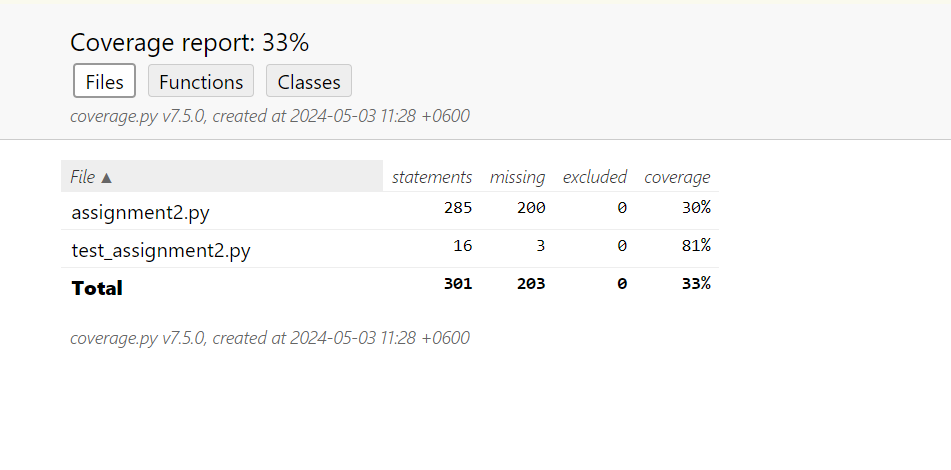 Coverage report: 33%
Files Functions Classes
coverage.py v7.5.0, created at 2024-05-03 11:28 +0600
File ▲ statements missing excluded coverage
assignment2.py 285 200 0 30%
test_assignment2.py 16 3 0 81%
Total 301 203 0 33%
coverage.py v7.5.0, created at 2024-05-03 11:28 +0600